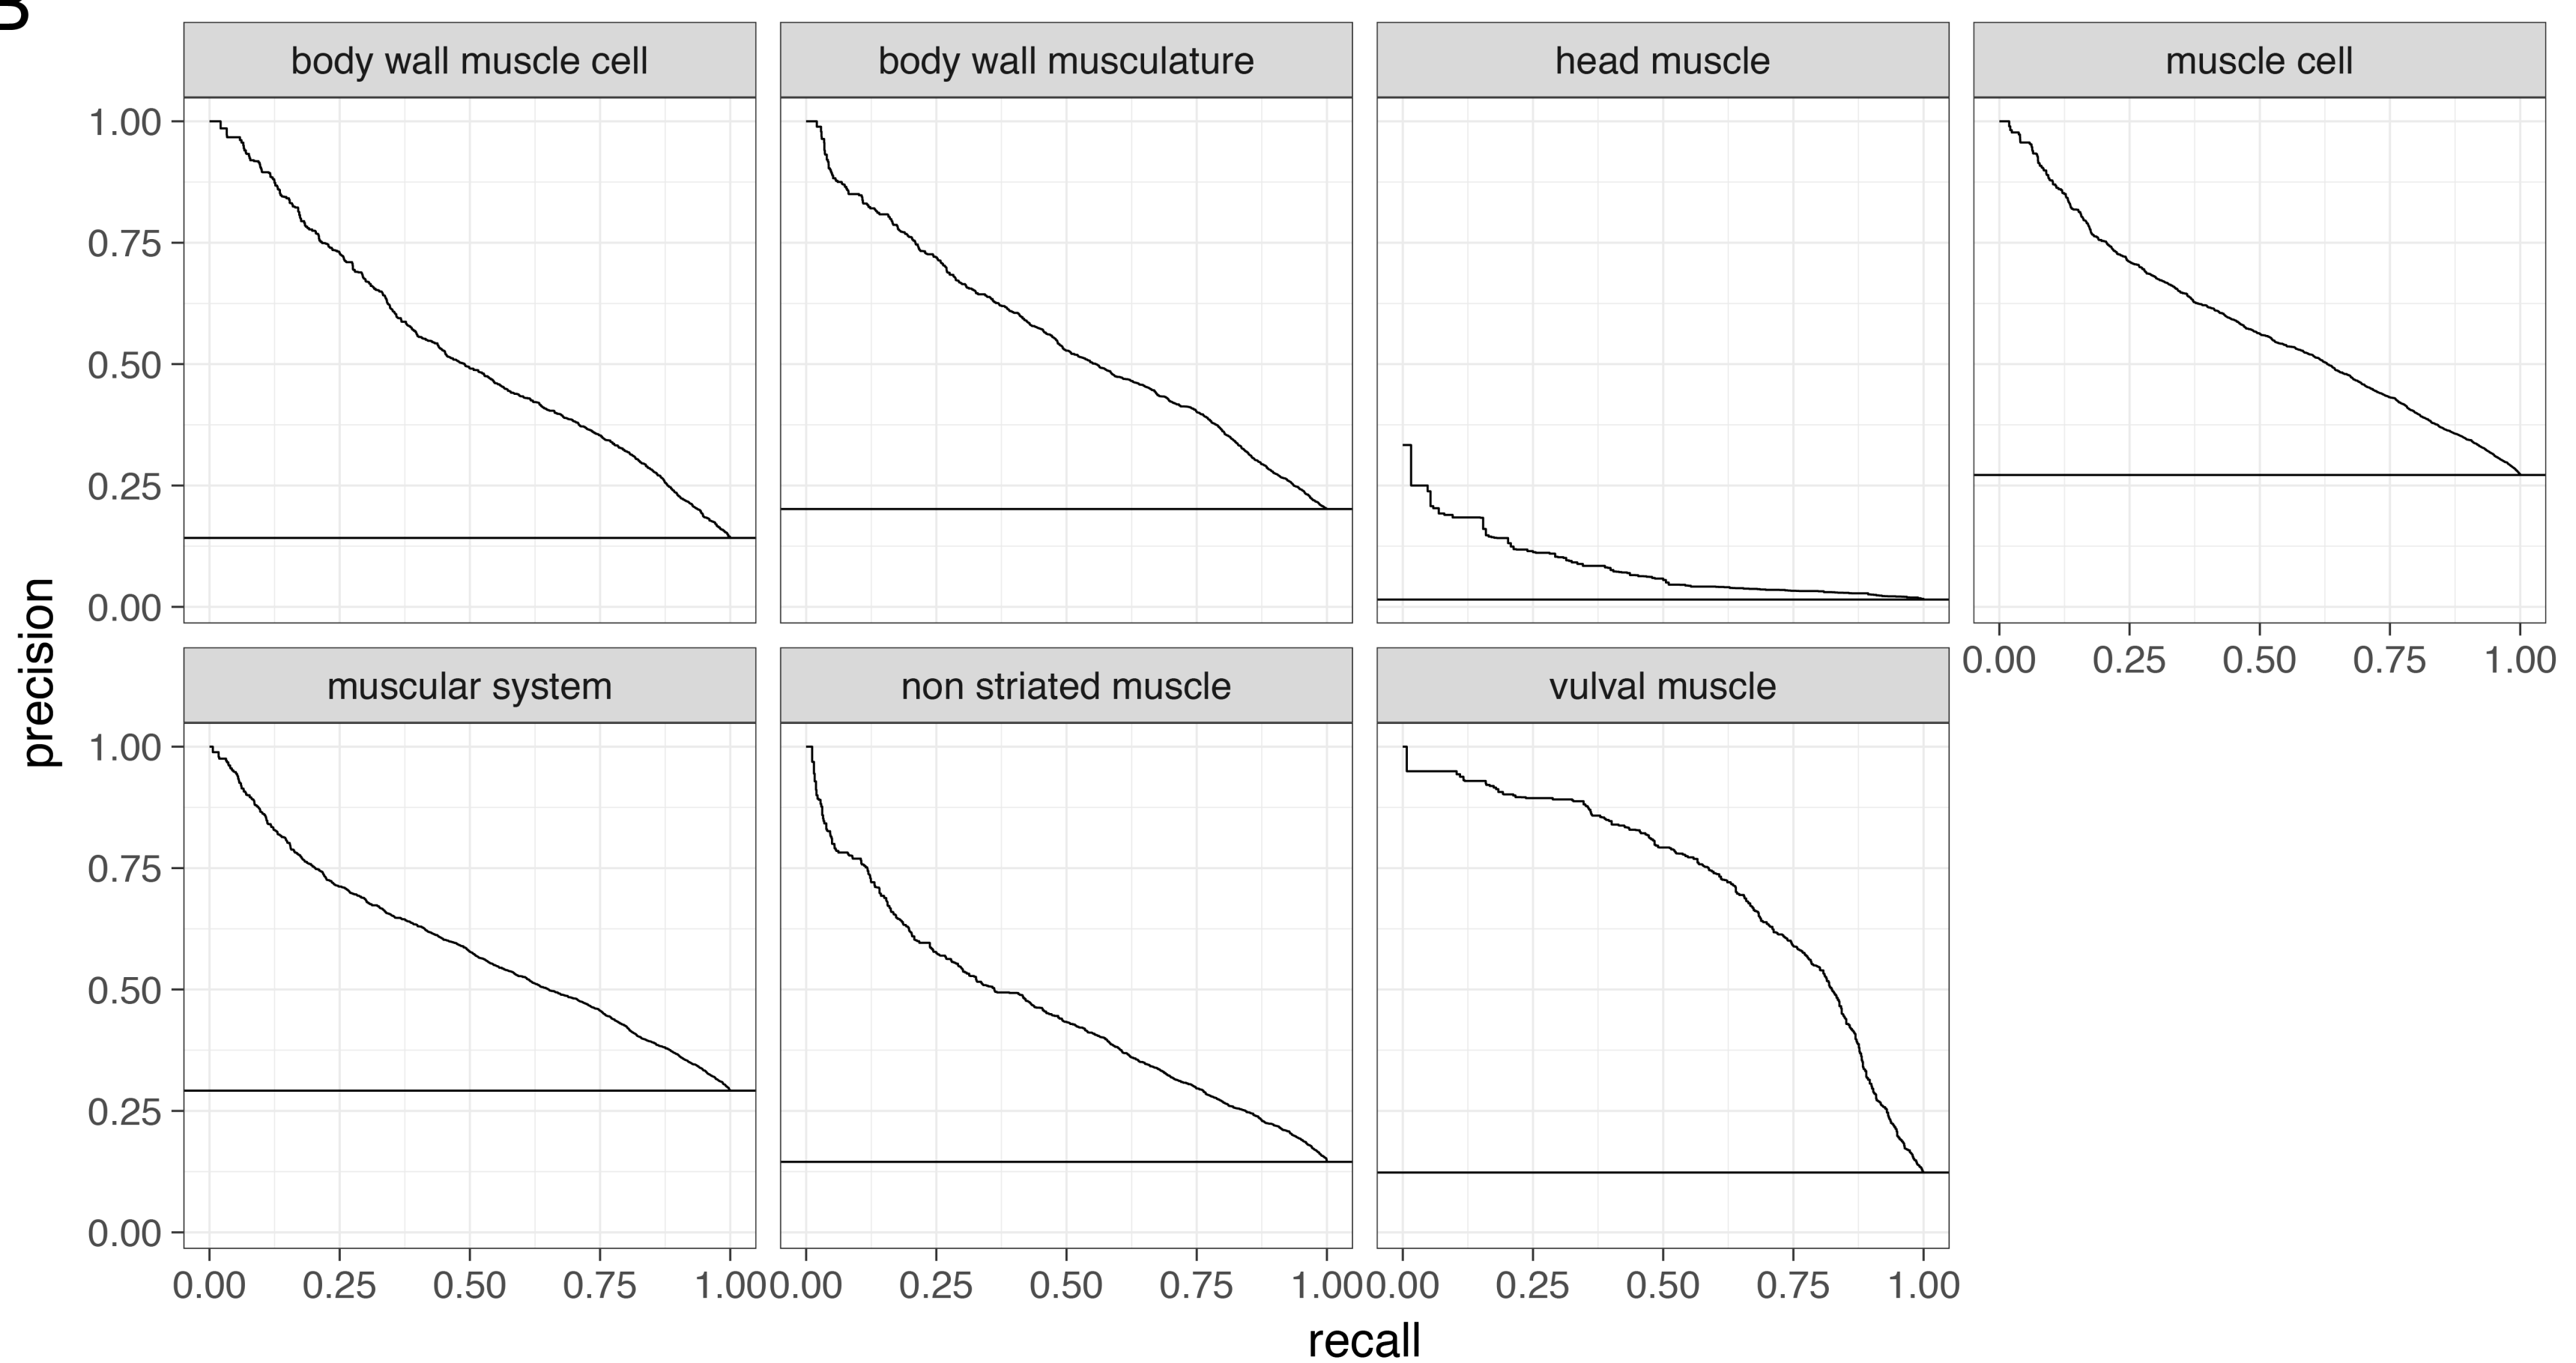 B
body wall muscle cell
body wall musculature
head muscle
muscle cell
1.00
0.75
0.50
0.25
0.00
0.00 0.25 0.50 0.75 1.00
muscular system
non striated muscle
vulval muscle
1.00
0.75
0.50
0.25
0.00
0.00 0.25 0.50 0.75 1.00
0.00 0.25 0.50 0.75 1.00
0.00 0.25 0.50 0.75 1.00
precision
recall